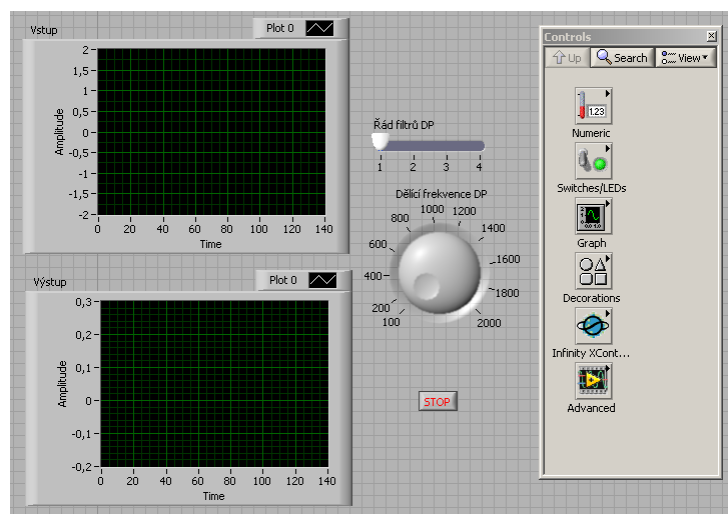 Vstup
Plot 0
2
1,5
1
0,5
0
-0,5
-1
-1,5
-2
Amplitude
0 20 40 60 80 100 120 140
Time
Výstup
Plot 0
0,3
0,2
0,1
0
-0,1
-0,2
Amplitude
0 20 40 60 80 100 120 140
Time
Řád filtrů DP
1 2 3 4
Dělící frekvence DP
100
200
400
600
800
1000
1200
1400
1600
1800
2000
STOP
Controls
Up Search View
1.23
Numeric
Switches/LEDs
Graph
Decorations
Infinity XCont...
Advanced